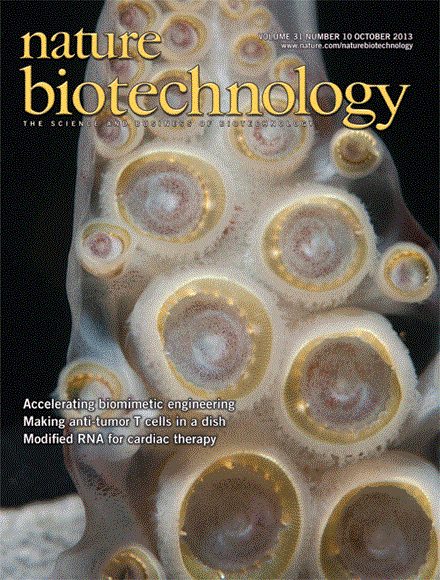 nature
VOLUME 31 NUMBER 10 OCTOBER 2013
www.nature.com/naturebiotechnology
biotechnology
THE SCIENCE AND BUSINESS OF BIOTECHNOLOGY
Accelerating biomimetic engineering
Making anti-tumor T cells in a dish
Modified RNA for cardiac therapy